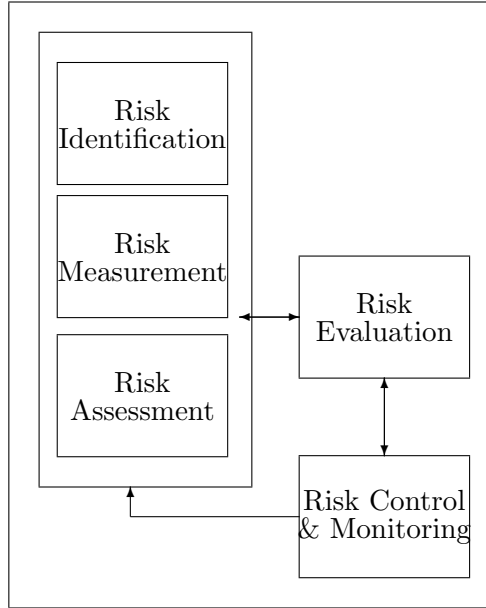 Risk
Identification
Risk
Measurement
Risk
Assessment
Risk
Evaluation
Risk Control
& Monitoring